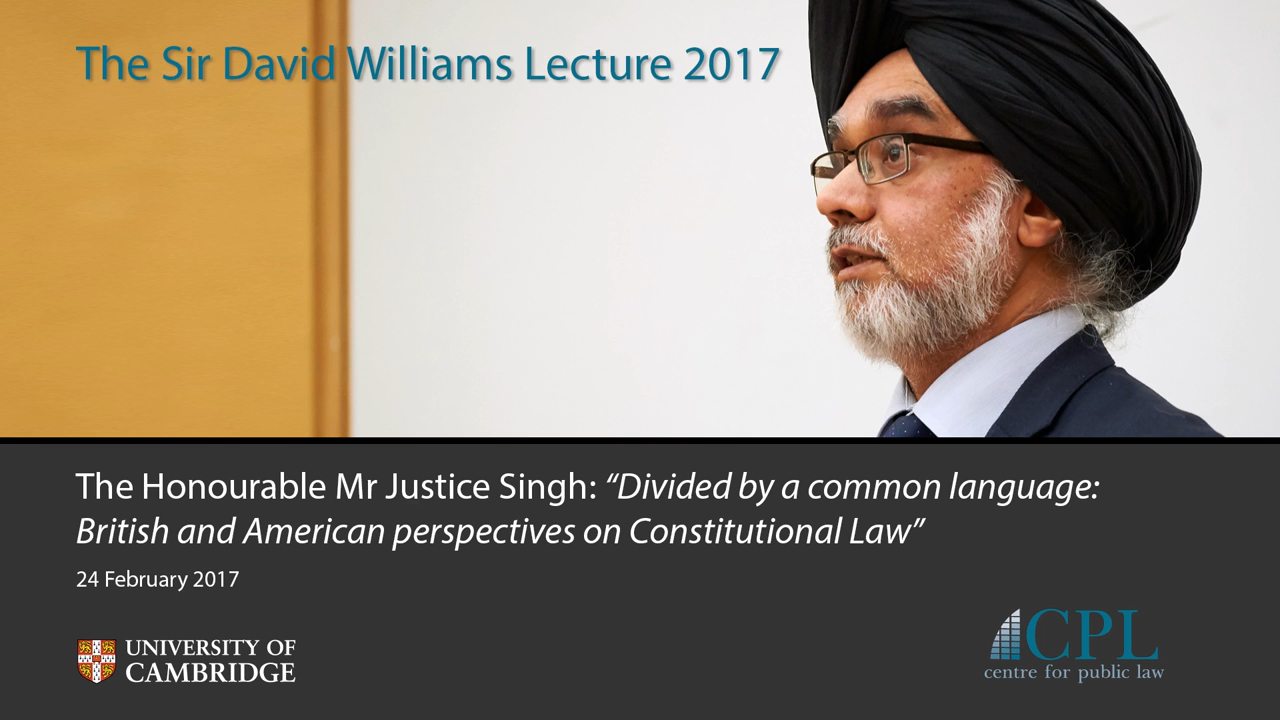 The Sir David Williams Lecture 2017
The Honourable Mr Justice Singh: “Divided by a common language:
British and American perspectives on Constitutional Law”
24 February 2017
UNIVERSITY OF
CAMBRIDGE
CPL
centre for public law